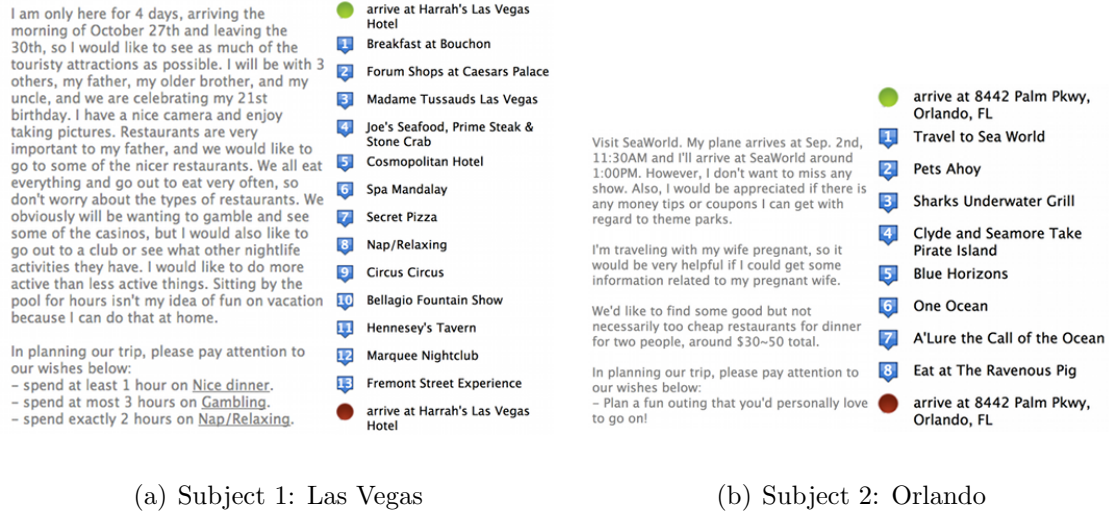 I am only here for 4 days, arriving the
morning of October 27th and leaving the
30th, so I would like to see as much of the
touristy attractions as possible. I will be with 3
others, my father, my older brother, and my
uncle, and we are celebrating my 21st
birthday. I have a nice camera and enjoy
taking pictures. Restaurants are very
important to my father, and we would like to
go to some of the nicer restaurants. We all eat
everything and go out to eat very often, so
don't worry about the types of restaurants. We
obviously will be wanting to gamble and see
some of the casinos, but I would also like to
go out to a club or see what other nightlife
activities they have. I would like to do more
active than less active things. Sitting by the
pool for hours isn't my idea of fun on vacation
because I can do that at home.
In planning our trip, please pay attention to
our wishes below:
- spend at least 1 hour on Nice dinner.
- spend at most 3 hours on Gambling.
- spend exactly 2 hours on Nap/Relaxing.
arrive at Harrah's Las Vegas
Hotel
1 Breakfast at Bouchon
2 Forum Shops at Caesars Palace
3 Madame Tussauds Las Vegas
4 Joe's Seafood, Prime Steak &
Stone Crab
5 Cosmopolitan Hotel
6 Spa Mandalay
7 Secret Pizza
8 Nap/Relaxing
9 Circus Circus
10 Bellagio Fountain Show
11 Hennesey's Tavern
12 Marquee Nightclub
13 Fremont Street Experience
arrive at Harrah's Las Vegas
Hotel
(a) Subject 1: Las Vegas
Visit SeaWorld. My plane arrives at Sep. 2nd,
11:30AM and I'll arrive at SeaWorld around
1:00PM. However, I don't want to miss any
show. Also, I would be appreciated if there is
any money tips or coupons I can get with
regard to theme parks.
I'm traveling with my wife pregnant, so it
would be very helpful if I could get some
information related to my pregnant wife.
We'd like to find some good but not
necessarily too cheap restaurants for dinner
for two people, around $30~50 total.
In planning our trip, please pay attention to
our wishes below:
- Plan a fun outing that you'd personally love
to go on!
arrive at 8442 Palm Pkwy,
Orlando, FL
1 Travel to Sea World
2 Pets Ahoy
3 Sharks Underwater Grill
4 Clyde and Seamore Take
Pirate Island
5 Blue Horizons
6 One Ocean
7 A'Lure the Call of the Ocean
8 Eat at The Ravenous Pig
arrive at 8442 Palm Pkwy,
Orlando, FL
(b) Subject 2: Orlando